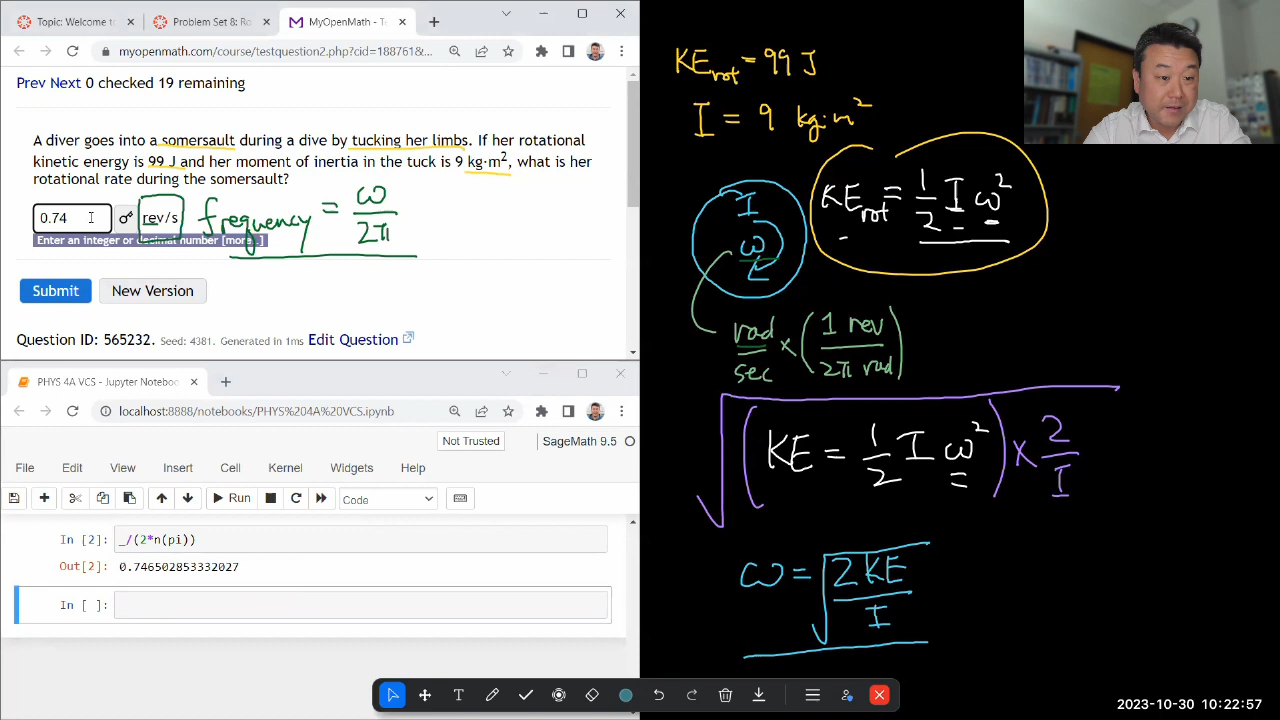 Topic: Welcome to
Problem Set 8: Ro
MyOpenMath - Te
myopenmath.com/course/testquestion2.php?cid=188761&...
Prev Next 0 checked 19 remaining
A diver goes into a somersault during a dive by tucking her limbs. If her rotational
kinetic energy is 99 J and her moment of inertia in the tuck is 9 kg·m², what is her
rotational rate during the somersault?
0.74 rev/s
Enter an integer or decimal number [more..]
frequency = ω/2π
Submit New Version
Question ID: 565232. Seed: 4381. Generated in 1ms Edit Question
PHYS 4A VCS - Jupyter Noteboo
localhost:8888/notebooks/PHYS%204A%20VCS.ipynb
Not Trusted SageMath 9.5
File Edit View Insert Cell Kernel Widgets Help
Run Code
In [2]: _/(2*n(pi))
In [ ]:
KE rot = 99 J
I = 9 kg·m²
KE rot = 1/2 I ω²
I
ω
rad/sec × (1 rev/2π rad)
√(KE = 1/2 I ω²) × 2/I
ω = √(2KE/I)
T
2023-10-30 10:22:57